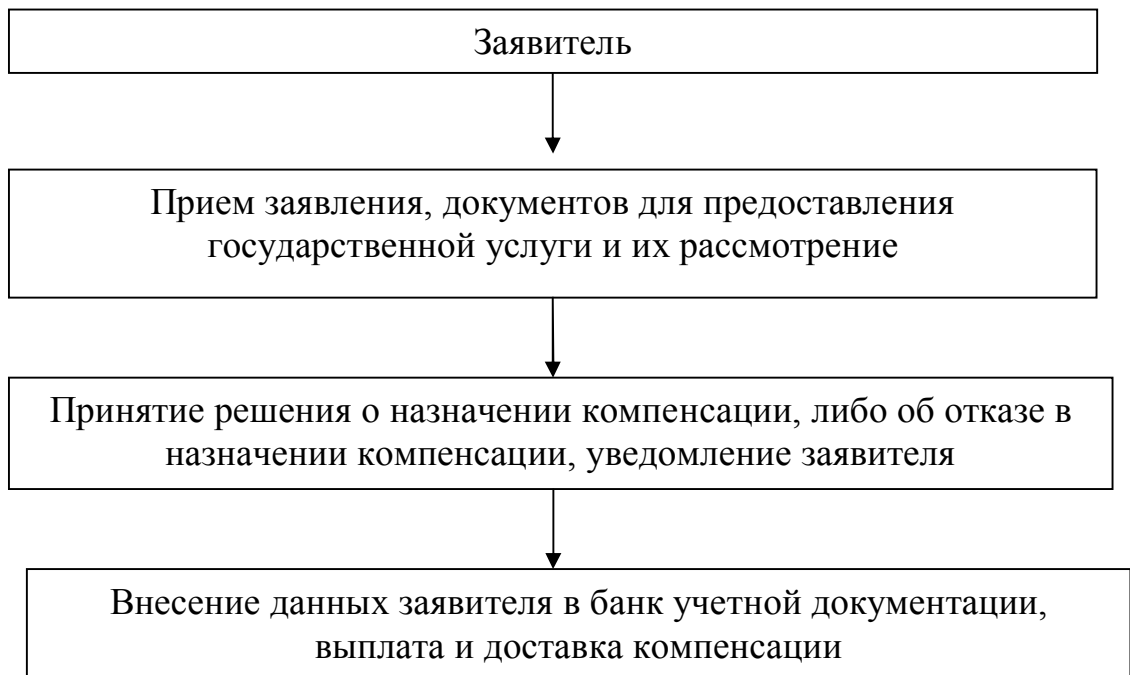 Заявитель
Прием заявления, документов для предоставления
государственной услуги и их рассмотрение
Принятие решения о назначении компенсации, либо об отказе в
назначении компенсации, уведомление заявителя
Внесение данных заявителя в банк учетной документации,
выплата и доставка компенсации